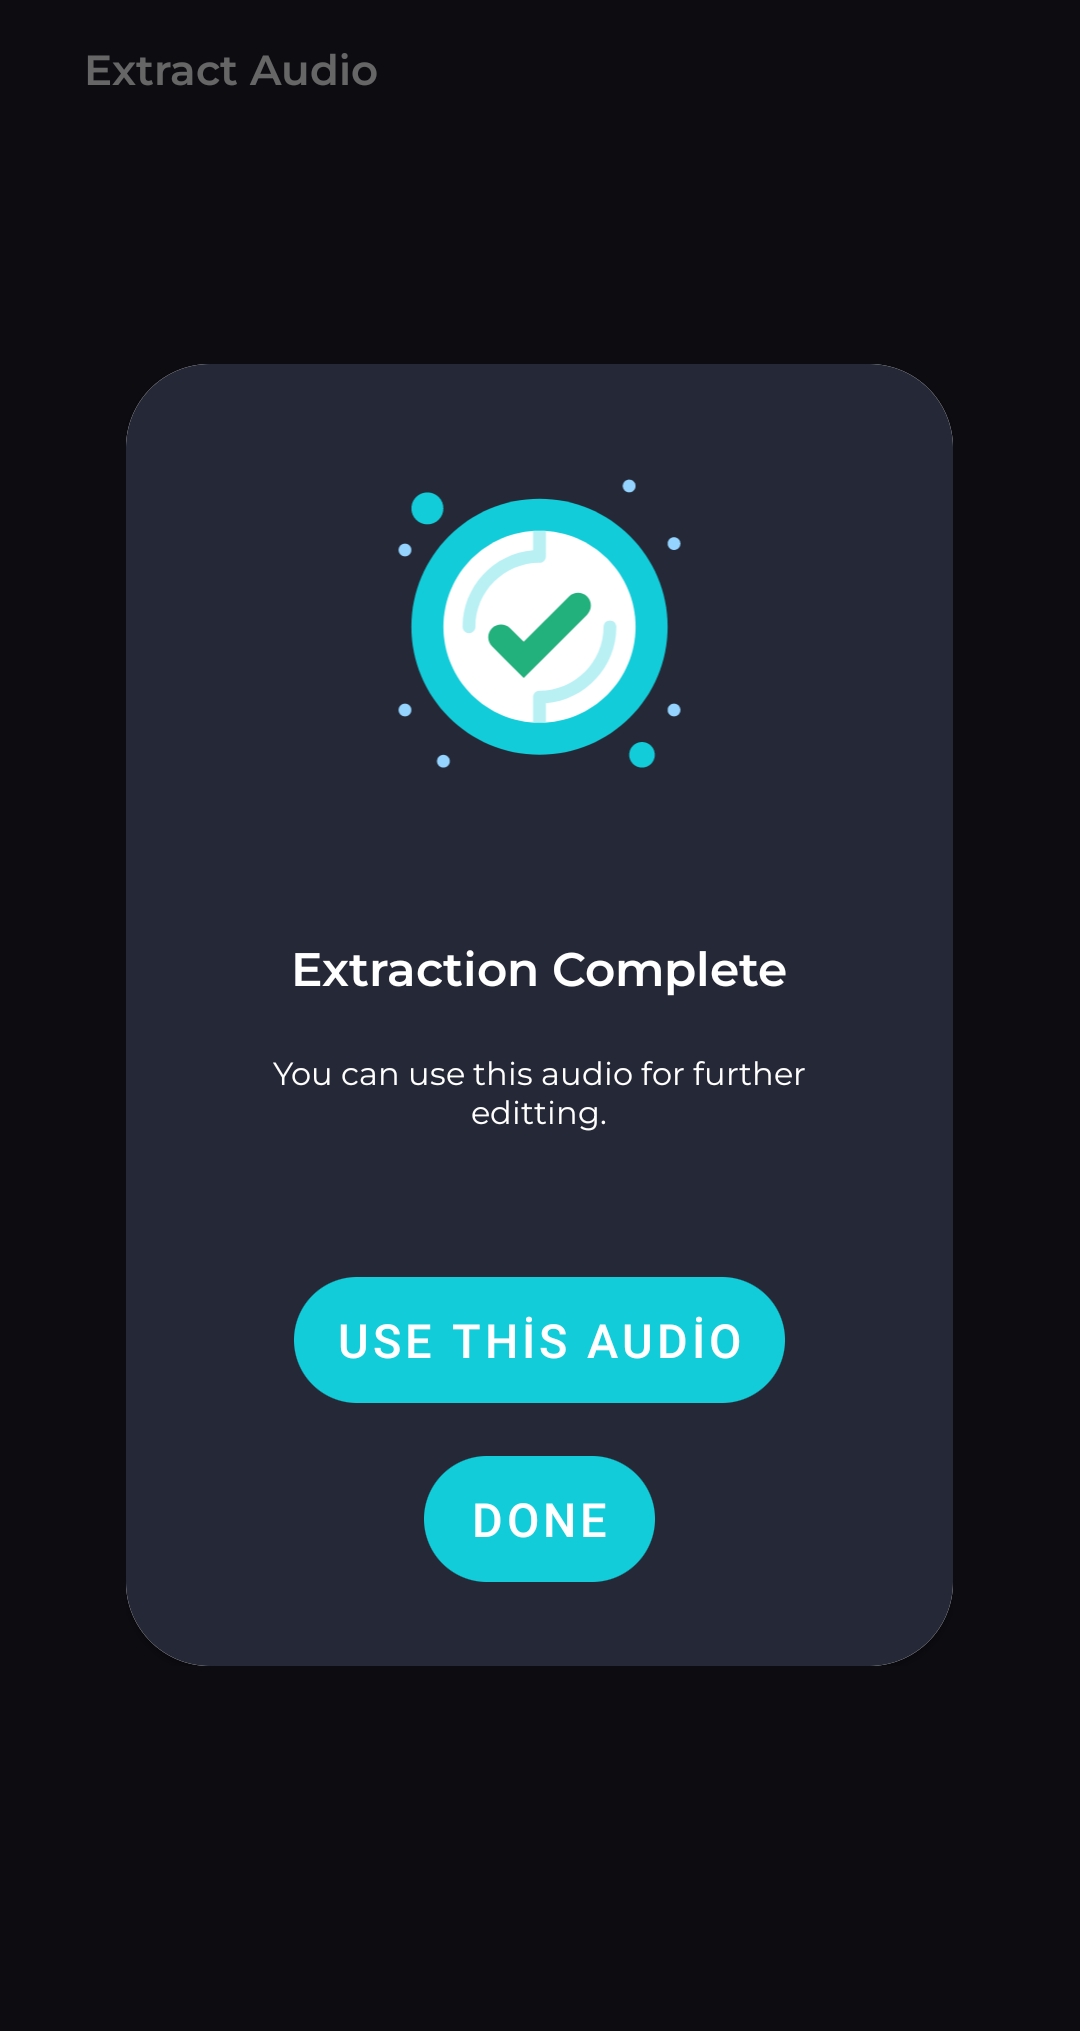 Extract Audio
Extraction Complete
You can use this audio for further
editting.
USE THİS AUDİO
DONE